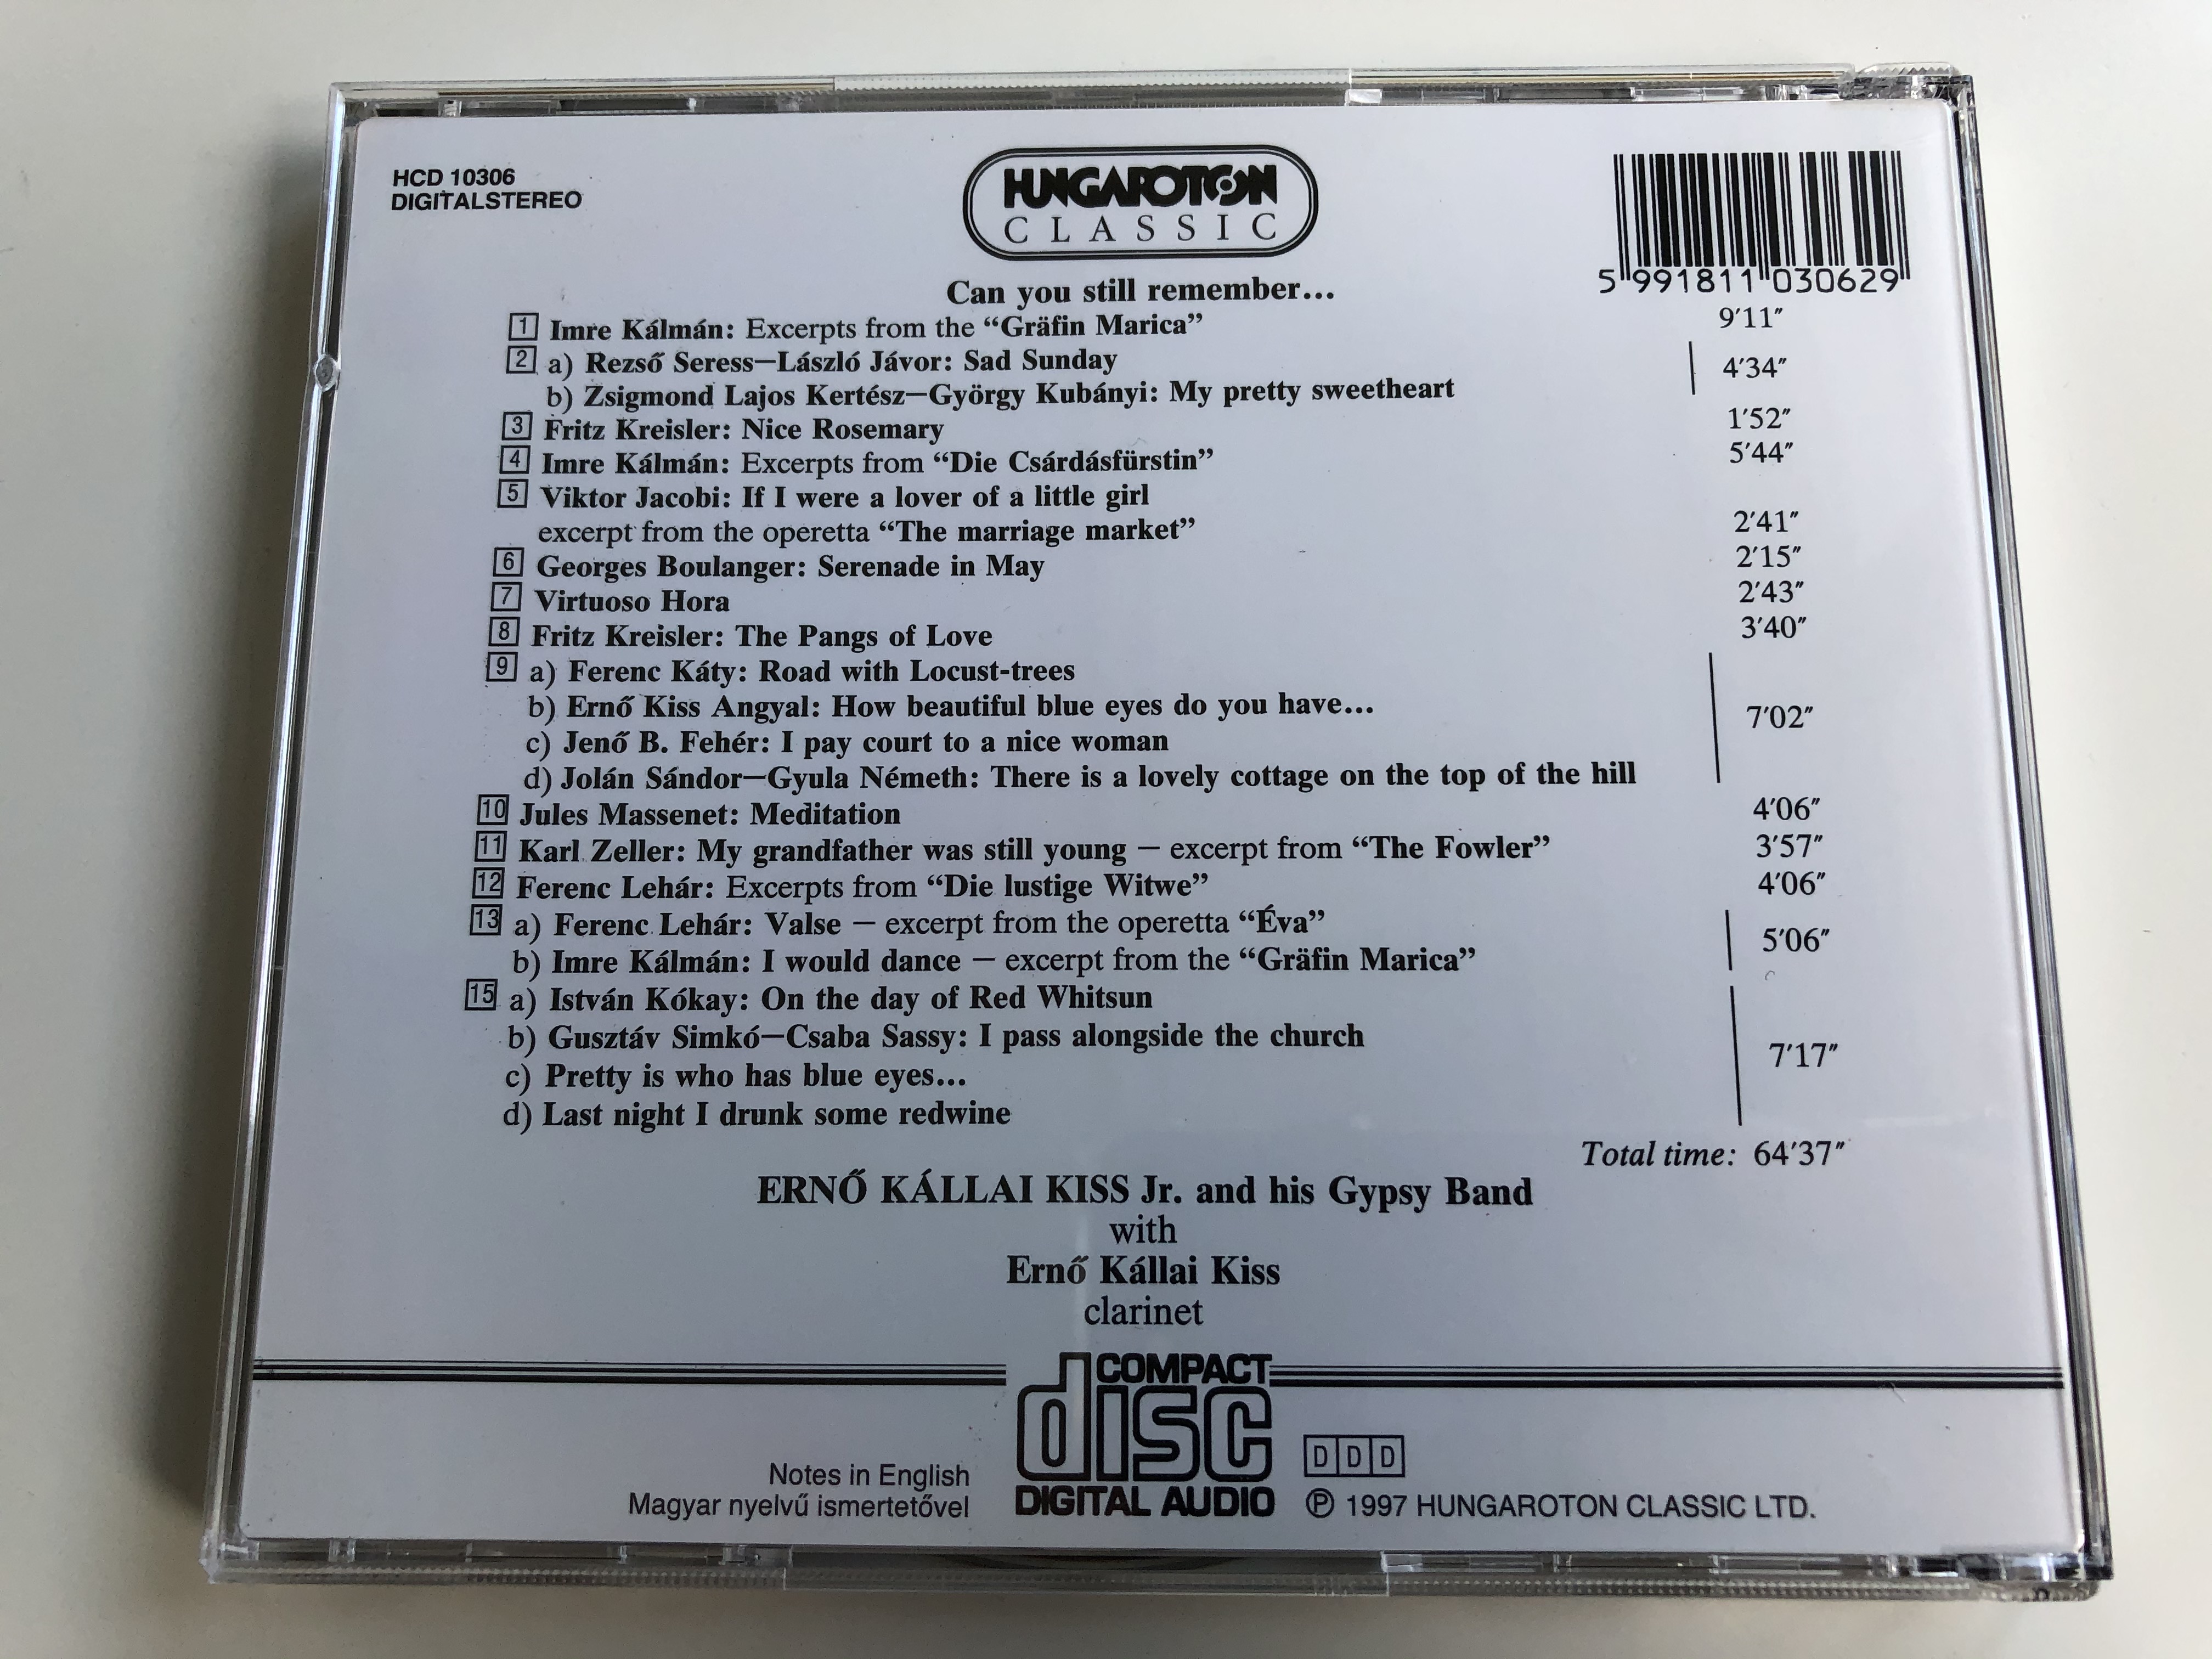 HCD 10306
DIGITALSTEREO
HUNGAROTON
CLASSIC
5 991811 030629
Can you still remember...
1 Imre Kálmán: Excerpts from the “Gräfin Marica” 9'11"
2 a) Rezső Seress—László Jávor: Sad Sunday
4'34"
b) Zsigmond Lajos Kertész—György Kubányi: My pretty sweetheart
3 Fritz Kreisler: Nice Rosemary 1'52"
4 Imre Kálmán: Excerpts from “Die Csárdásfürstin” 5'44"
5 Viktor Jacobi: If I were a lover of a little girl
excerpt from the operetta “The marriage market” 2'41"
6 Georges Boulanger: Serenade in May 2'15"
7 Virtuoso Hora 2'43"
8 Fritz Kreisler: The Pangs of Love 3'40"
9 a) Ferenc Káty: Road with Locust-trees
b) Ernő Kiss Angyal: How beautiful blue eyes do you have...
7'02"
c) Jenő B. Fehér: I pay court to a nice woman
d) Jolán Sándor—Gyula Németh: There is a lovely cottage on the top of the hill
10 Jules Massenet: Meditation 4'06"
11 Karl Zeller: My grandfather was still young — excerpt from “The Fowler” 3'57"
12 Ferenc Lehár: Excerpts from “Die lustige Witwe” 4'06"
13 a) Ferenc Lehár: Valse — excerpt from the operetta “Éva”
5'06"
b) Imre Kálmán: I would dance — excerpt from the “Gräfin Marica”
15 a) István Kókay: On the day of Red Whitsun
b) Gusztáv Simkó—Csaba Sassy: I pass alongside the church
7'17"
c) Pretty is who has blue eyes...
d) Last night I drunk some redwine
Total time: 64'37"
ERNŐ KÁLLAI KISS Jr. and his Gypsy Band
with
Ernő Kállai Kiss
clarinet
COMPACT
disc
DIGITAL AUDIO
DDD
Notes in English
Magyar nyelvű ismertetővel
℗ 1997 HUNGAROTON CLASSIC LTD.